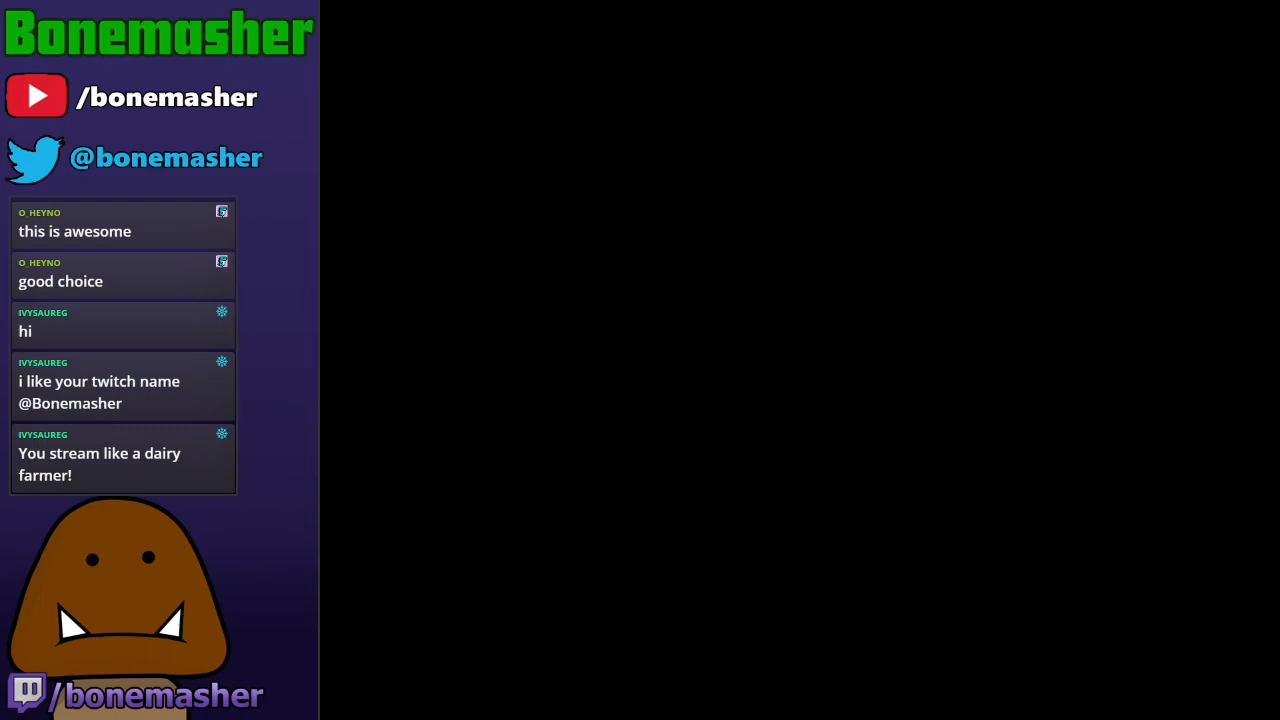 Bonemasher
/bonemasher
@bonemasher
O_HEYNO
this is awesome
O_HEYNO
good choice
IVYSAUREG
hi
IVYSAUREG
i like your twitch name
@Bonemasher
IVYSAUREG
You stream like a dairy
farmer!
/bonemasher